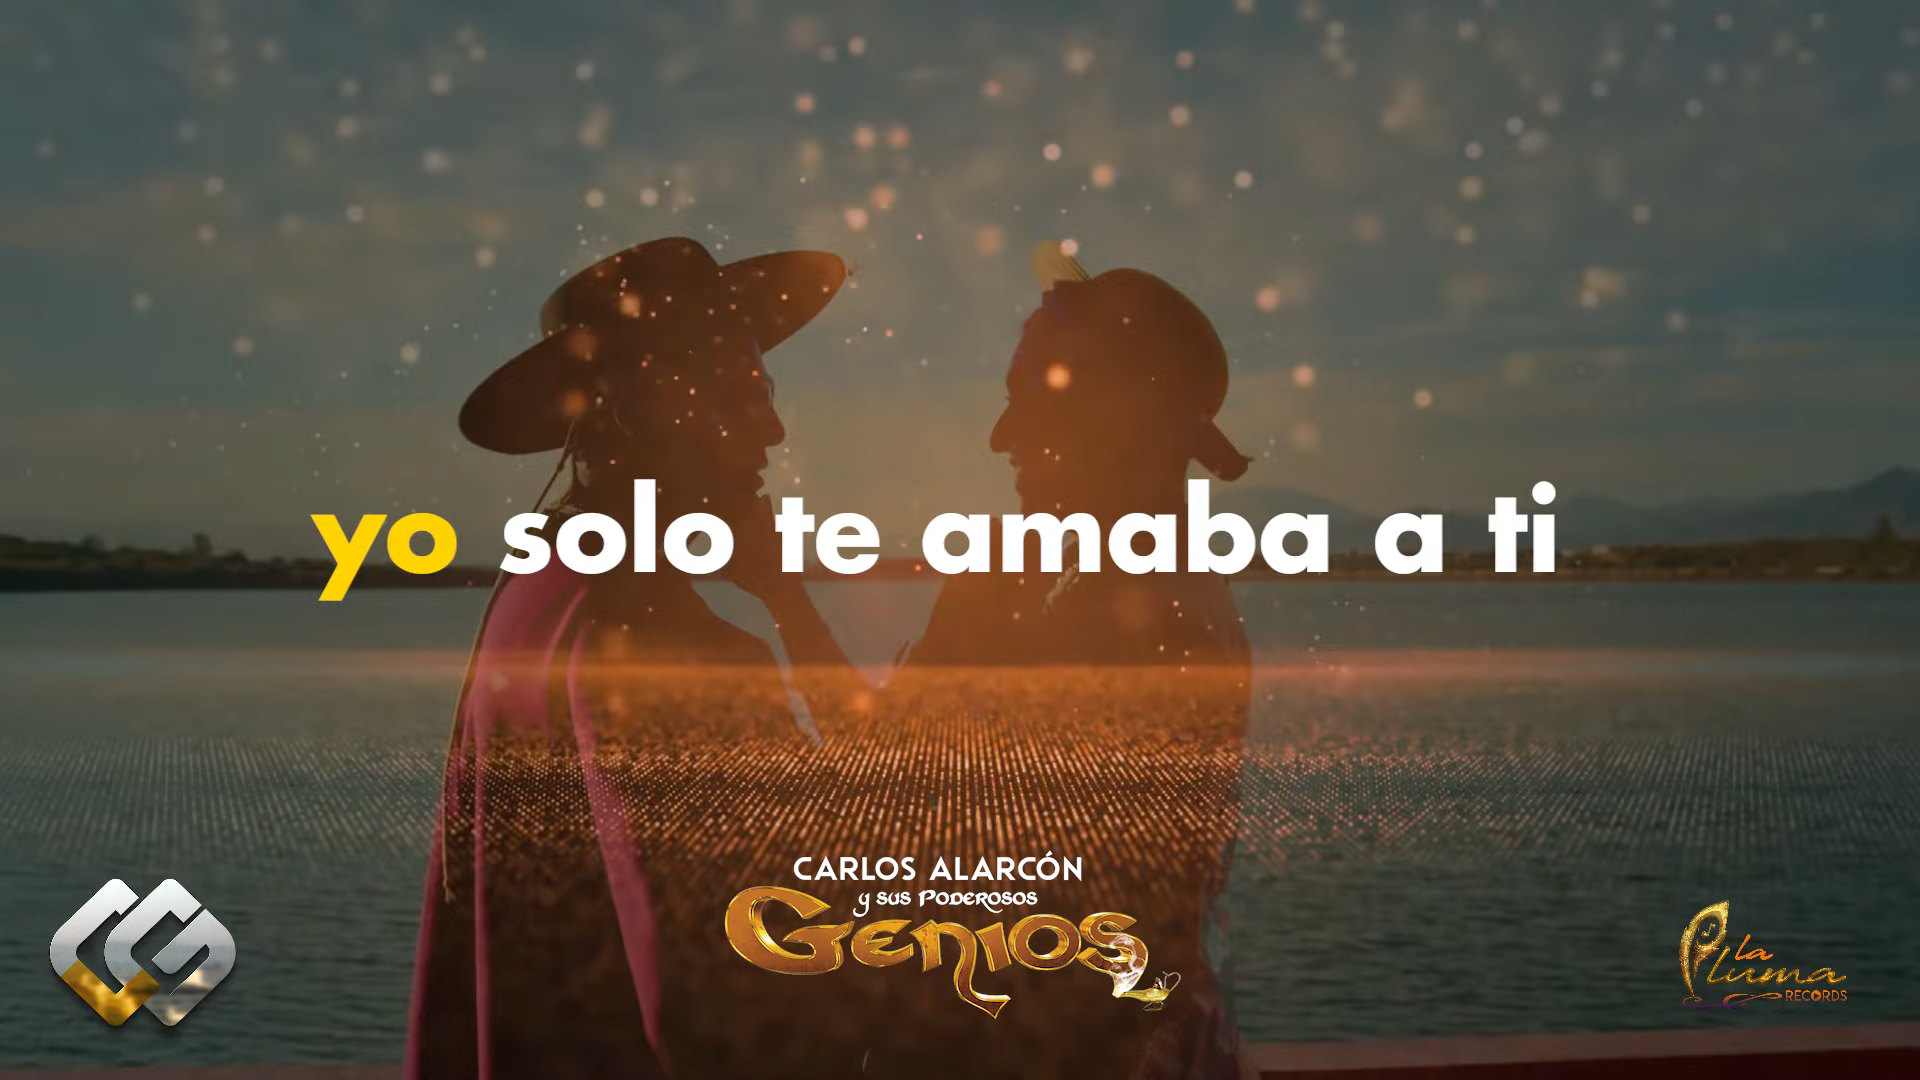 yo solo te amaba a ti
CARLOS ALARCÓN
y sus Poderosos
Genios
la
Pluma
RECORDS